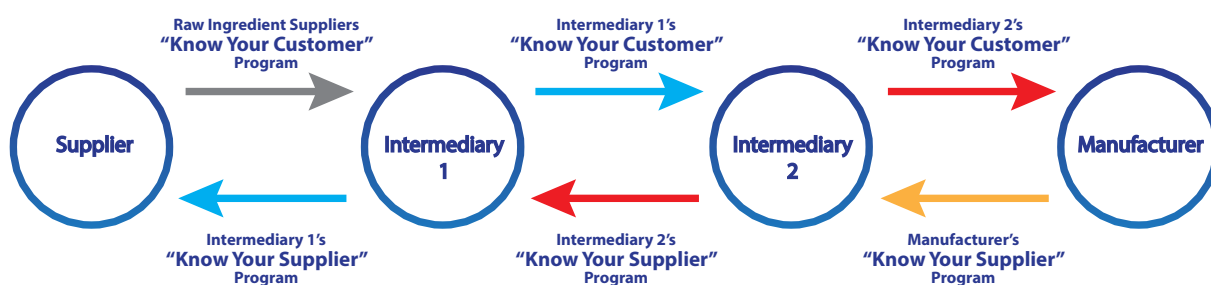 Raw Ingredient Suppliers
“Know Your Customer”
Program
Intermediary 1’s
“Know Your Customer”
Program
Intermediary 2’s
“Know Your Customer”
Program
Supplier
Intermediary
1
Intermediary
2
Manufacturer
Intermediary 1’s
“Know Your Supplier”
Program
Intermediary 2’s
“Know Your Supplier”
Program
Manufacturer’s
“Know Your Supplier”
Program